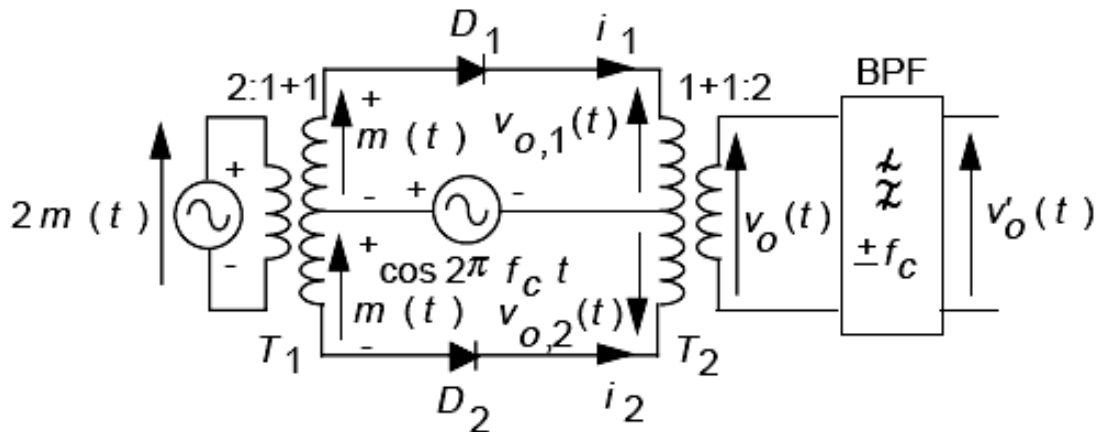 D1
i1
2:1+1
1+1:2
BPF
+
m (t)
vo,1(t)
-
+
-
+
-
2m (t)
vo(t)
v'o(t)
± fc
+
cos 2π fc t
m (t)
vo,2(t)
-
T1
T2
D2
i2